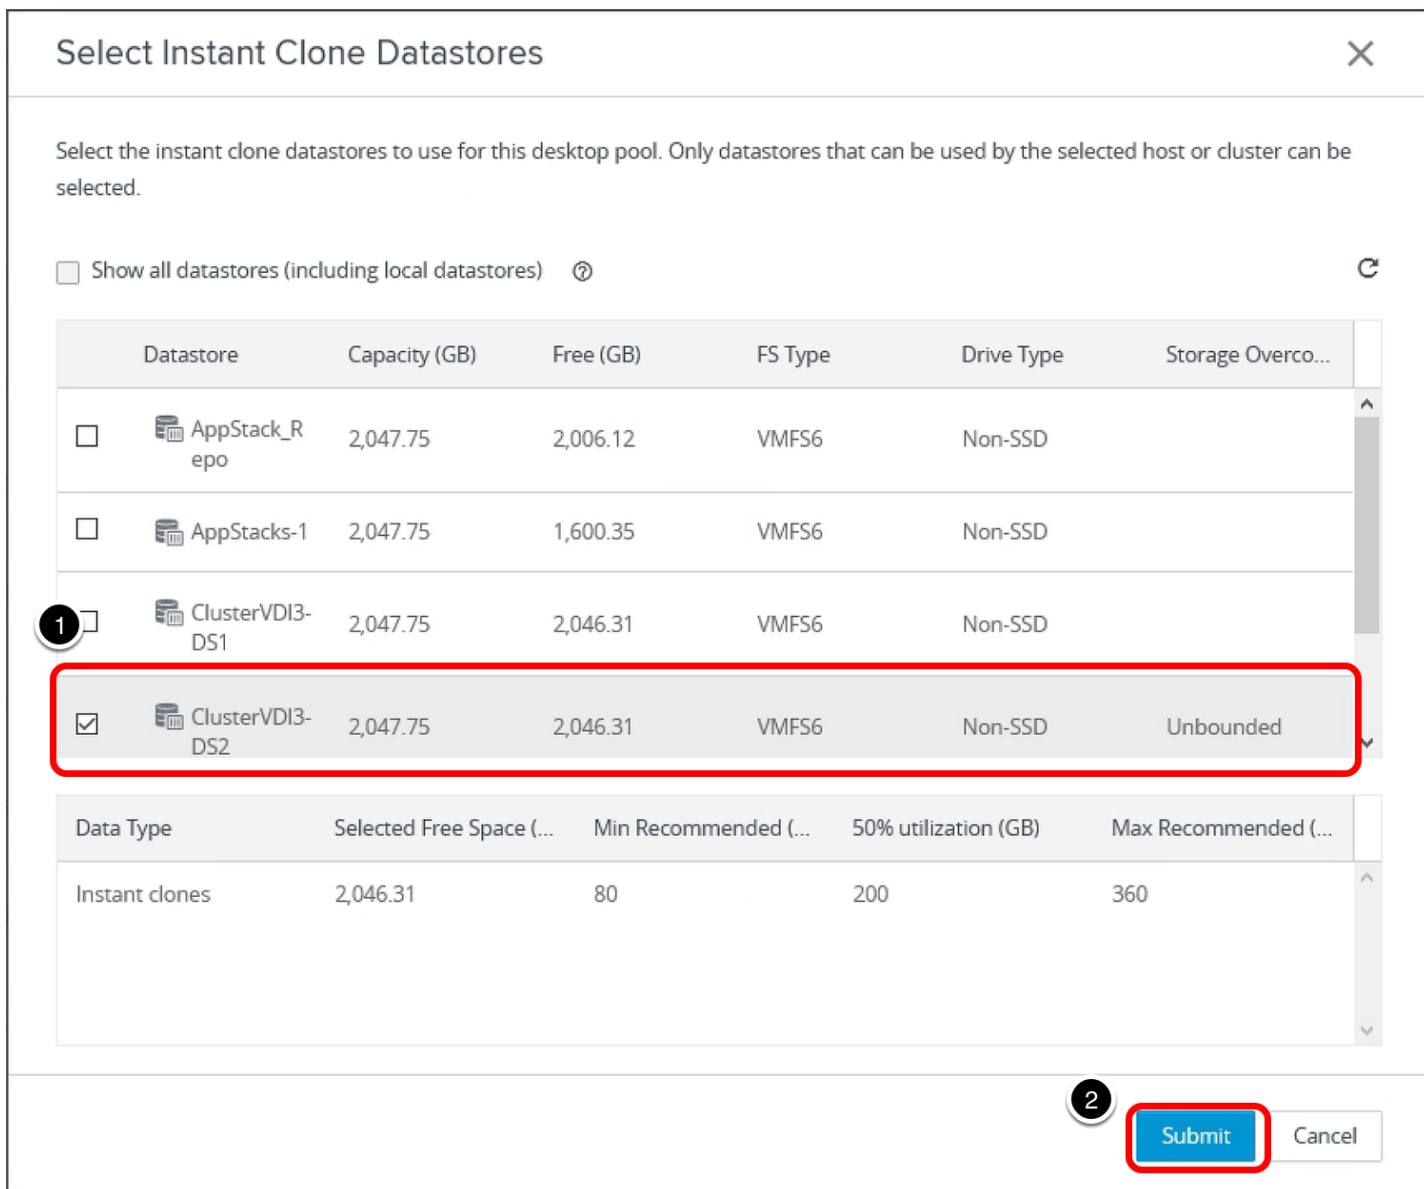 Select Instant Clone Datastores
Select the instant clone datastores to use for this desktop pool. Only datastores that can be used by the selected host or cluster can be
selected.
Show all datastores (including local datastores)
Datastore Capacity (GB) Free (GB) FS Type Drive Type Storage Overco...
AppStack_R
epo 2,047.75 2,006.12 VMFS6 Non-SSD
AppStacks-1 2,047.75 1,600.35 VMFS6 Non-SSD
1
ClusterVDI3-
DS1 2,047.75 2,046.31 VMFS6 Non-SSD
ClusterVDI3-
DS2 2,047.75 2,046.31 VMFS6 Non-SSD Unbounded
Data Type Selected Free Space (... Min Recommended (... 50% utilization (GB) Max Recommended (...
Instant clones 2,046.31 80 200 360
2
Submit Cancel